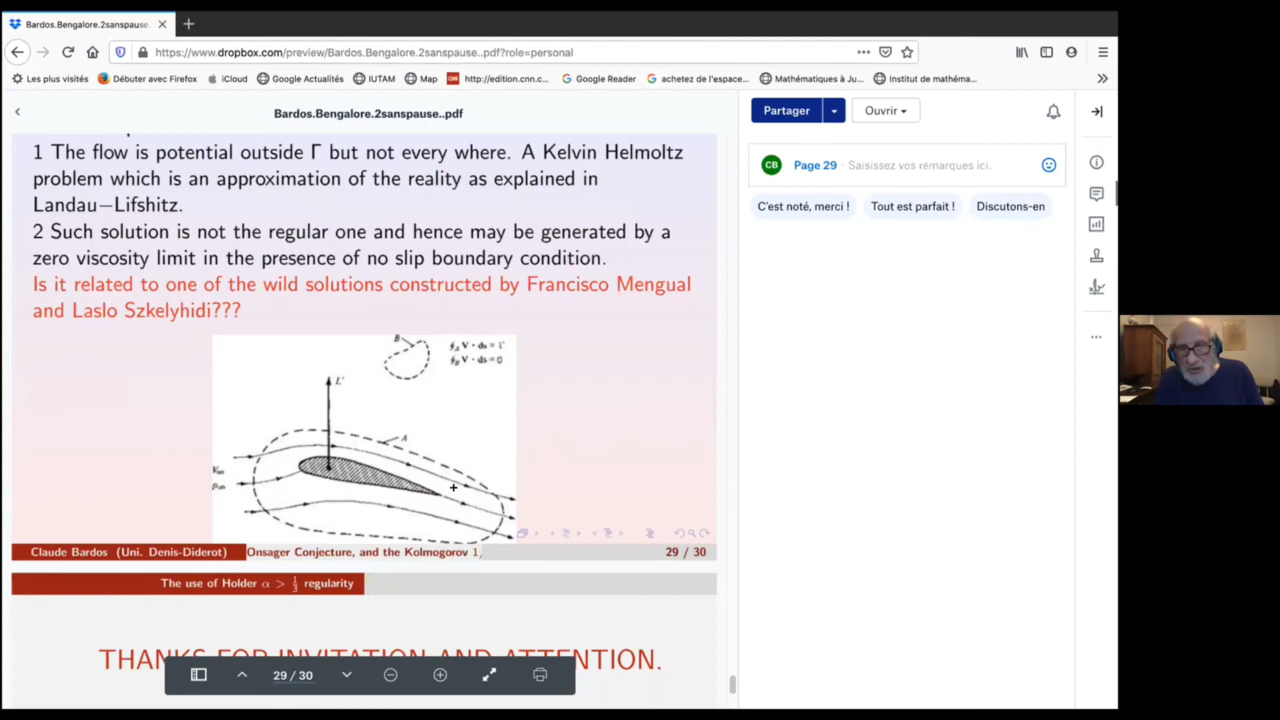 Bardos.Bengalore.2sanspause.
https://www.dropbox.com/preview/Bardos.Bengalore.2sanspause..pdf?role=personal
Les plus visités Débuter avec Firefox iCloud Google Actualités IUTAM Map http://edition.cnn.c... Google Reader achetez de l'espace... Mathématiques à Ju... Institut de mathéma...
Bardos.Bengalore.2sanspause..pdf
Partager Ouvrir
1 The flow is potential outside Γ but not every where. A Kelvin Helmoltz
problem which is an approximation of the reality as explained in
Landau−Lifshitz.
2 Such solution is not the regular one and hence may be generated by a
zero viscosity limit in the presence of no slip boundary condition.
Is it related to one of the wild solutions constructed by Francisco Mengual
and Laslo Szkelyhidi???
CB Page 29 Saisissez vos remarques ici.
C'est noté, merci ! Tout est parfait ! Discutons-en
B
∮A V · ds = Γ
∮B V · ds = 0
L'
A
V∞
p∞
Claude Bardos (Uni. Denis-Diderot) Onsager Conjecture, and the Kolmogorov 1, 29 / 30
The use of Holder α > 1/3 regularity
THANKS FOR INVITATION AND ATTENTION.
29 / 30